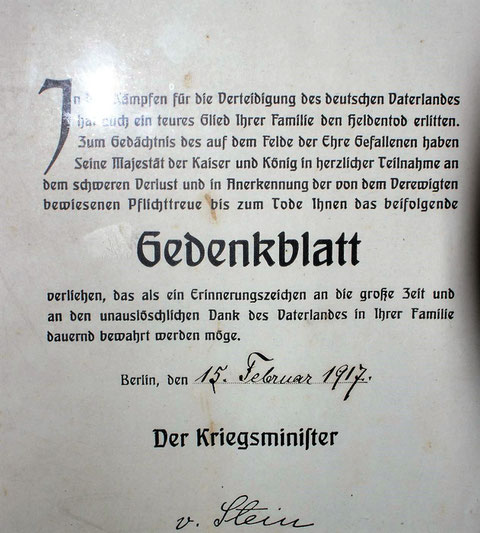 In den Kämpfen für die Verteidigung des deutschen Vaterlandes
hat auch ein teures Glied Ihrer Familie den Heldentod erlitten.
Zum Gedächtnis des auf dem Felde der Ehre Gefallenen haben
Seine Majestät der Kaiser und König in herzlicher Teilnahme an
dem schweren Verlust und in Anerkennung der von dem Verewigten
bewiesenen Pflichttreue bis zum Tode Ihnen das beifolgende
Gedenkblatt
verliehen, das als ein Erinnerungszeichen an die große Zeit und
an den unauslöschlichen Dank des Vaterlandes in Ihrer Familie
dauernd bewahrt werden möge.
Berlin, den 15. Februar 1917.
Der Kriegsminister
v. Stein